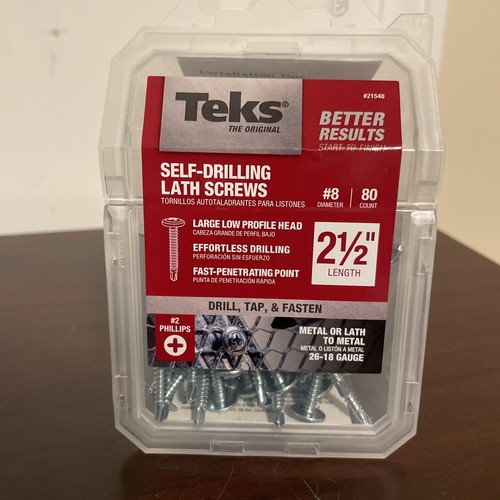 Installation Tips
#21540
Teks®
THE ORIGINAL
BETTER
RESULTS
START TO FINISH
SELF-DRILLING
LATH SCREWS
TORNILLOS AUTOTALADRANTES PARA LISTONES
#8
DIAMETER
80
COUNT
LARGE LOW PROFILE HEAD
CABEZA GRANDE DE PERFIL BAJO
EFFORTLESS DRILLING
PERFORACIÓN SIN ESFUERZO
FAST-PENETRATING POINT
PUNTA DE PENETRACIÓN RÁPIDA
2½"
LENGTH
DRILL, TAP, & FASTEN
#2
PHILLIPS
METAL OR LATH
TO METAL
METAL O LISTÓN A METAL
26-18 GAUGE